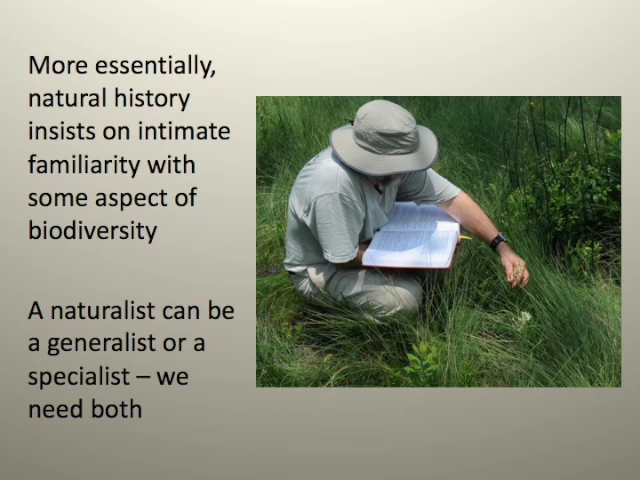 More essentially,
natural history
insists on intimate
familiarity with
some aspect of
biodiversity
A naturalist can be
a generalist or a
specialist – we
need both